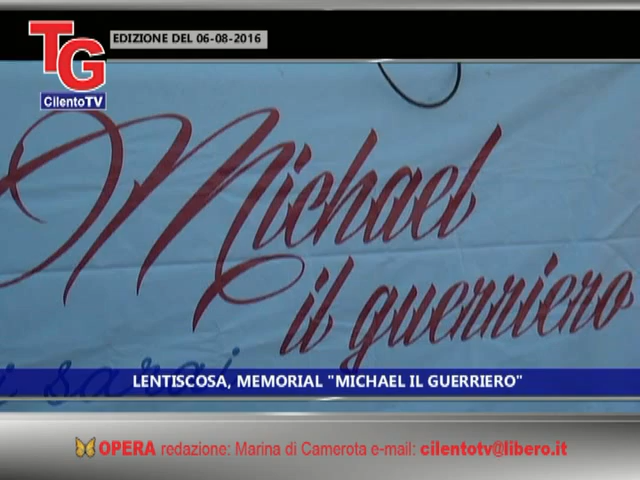 TG
CilentoTV
EDIZIONE DEL 06-08-2016
Michael
il guerriero
sarai
LENTISCOSA, MEMORIAL "MICHAEL IL GUERRIERO"
OPERA redazione: Marina di Camerota e-mail: cilentotv@libero.it